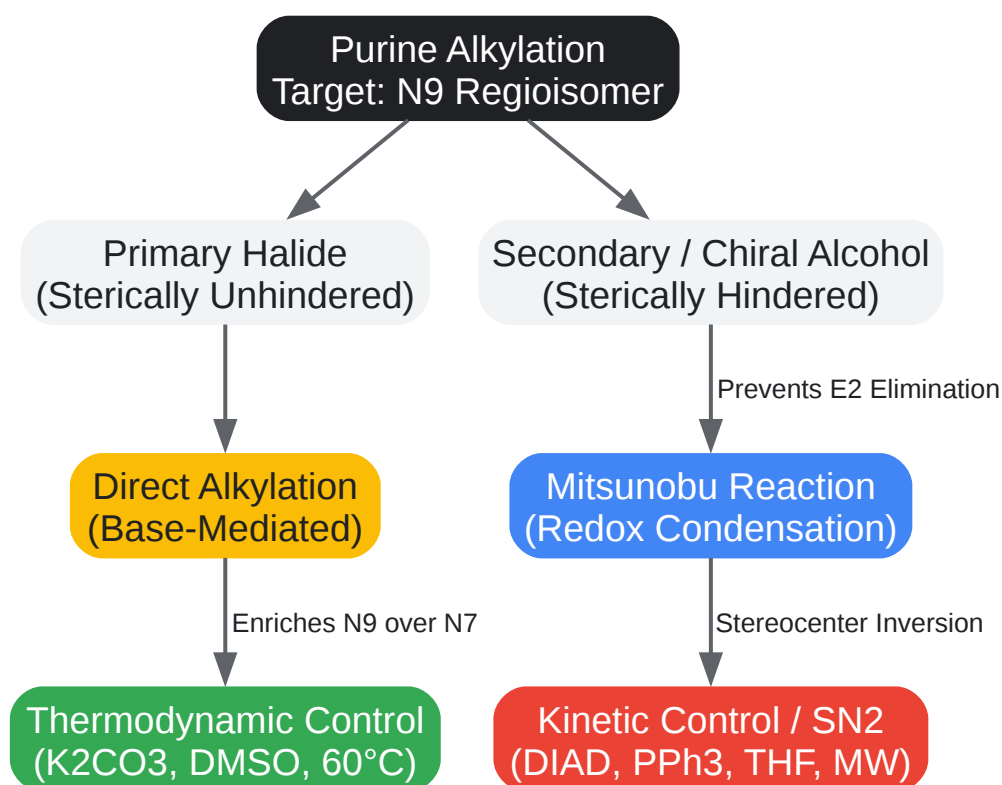 Purine Alkylation
Target: N9 Regioisomer
Primary Halide
(Sterically Unhindered)
Secondary / Chiral Alcohol
(Sterically Hindered)
Prevents E2 Elimination
Direct Alkylation
(Base-Mediated)
Mitsunobu Reaction
(Redox Condensation)
Enriches N9 over N7
Stereocenter Inversion
Thermodynamic Control
(K2CO3, DMSO, 60°C)
Kinetic Control / SN2
(DIAD, PPh3, THF, MW)